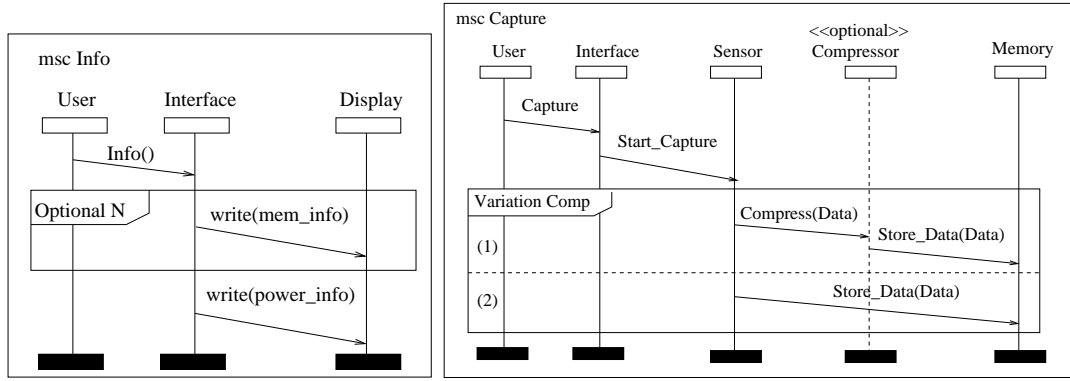 msc Info
User Interface Display
Info()
Optional N
write(mem_info)
write(power_info)
msc Capture
<<optional>>
User Interface Sensor Compressor Memory
Capture
Start_Capture
Variation Comp
Compress(Data)
(1)
Store_Data(Data)
(2)
Store_Data(Data)